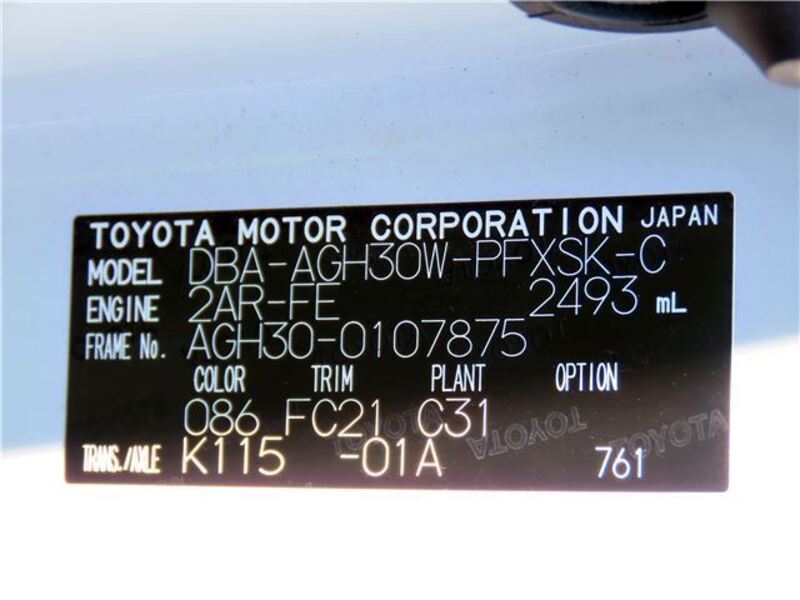 TOYOTA MOTOR CORPORATION JAPAN
MODEL DBA-AGH30W-PFXSK-C
ENGINE 2AR-FE 2493 mL
FRAME No. AGH30-0107875
COLOR TRIM PLANT OPTION
086 FC21 C31
TRANS./AXLE K115 -01A 761